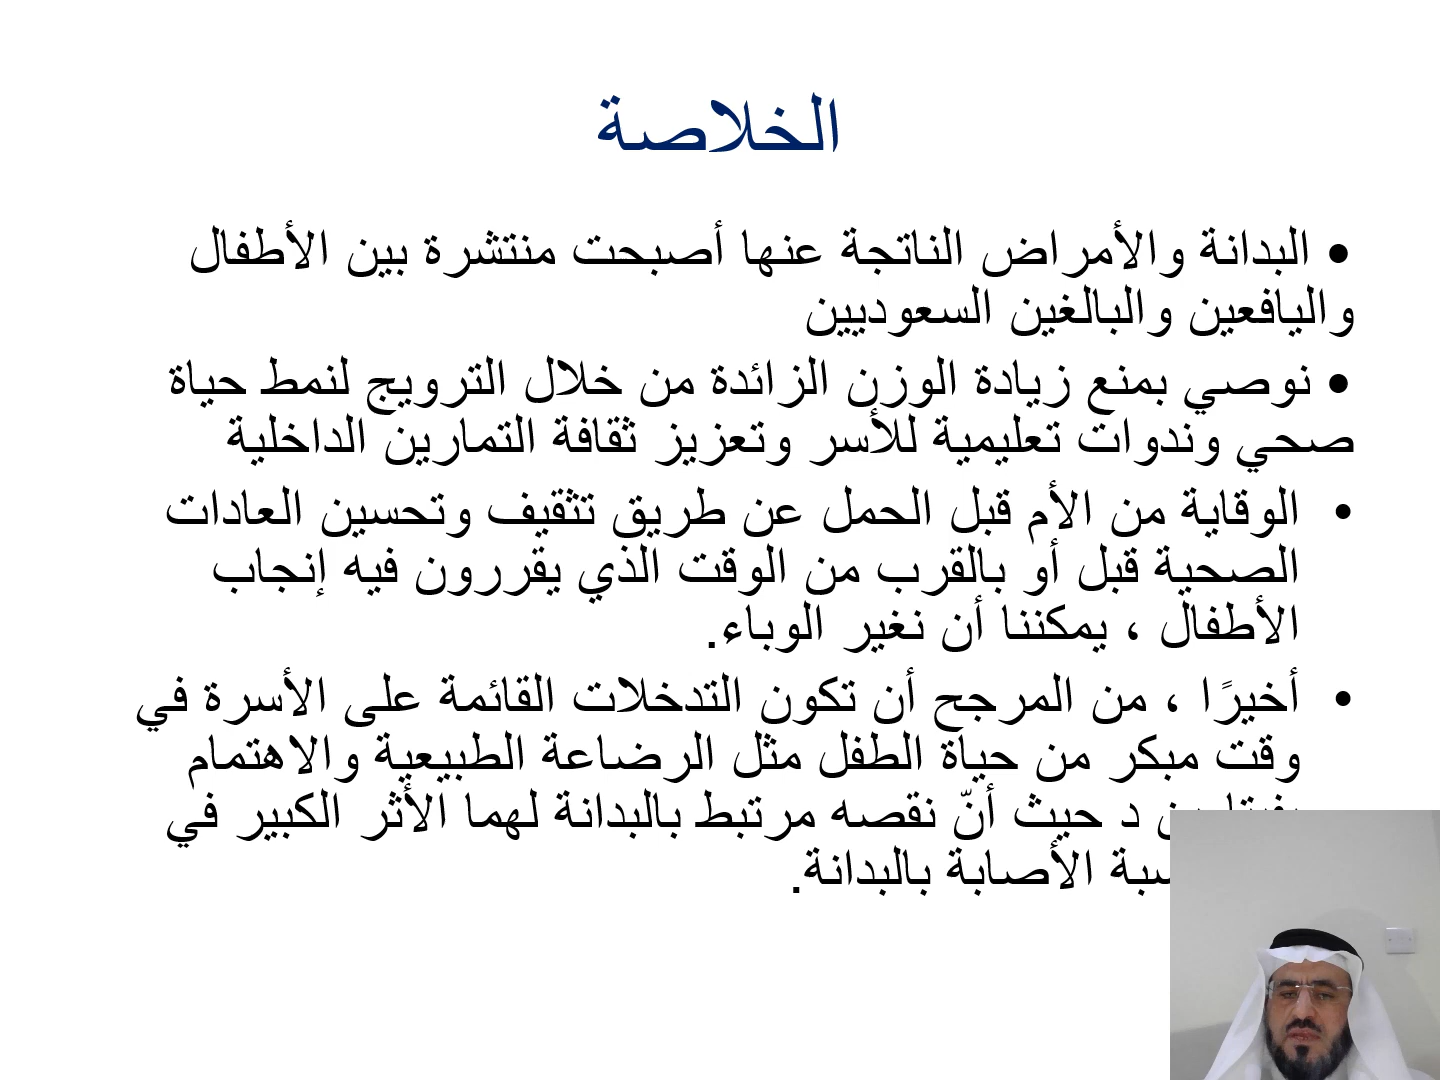 الخلاصة
• البدانة والأمراض الناتجة عنها أصبحت منتشرة بين الأطفال
واليافعين والبالغين السعوديين
• نوصي بمنع زيادة الوزن الزائدة من خلال الترويج لنمط حياة
صحي وندوات تعليمية للأسر وتعزيز ثقافة التمارين الداخلية
• الوقاية من الأم قبل الحمل عن طريق تثقيف وتحسين العادات
الصحية قبل أو بالقرب من الوقت الذي يقررون فيه إنجاب
الأطفال ، يمكننا أن نغير الوباء.
• أخيرًا ، من المرجح أن تكون التدخلات القائمة على الأسرة في
وقت مبكر من حياة الطفل مثل الرضاعة الطبيعية والاهتمام
د حيث أنّ نقصه مرتبط بالبدانة لهما الأثر الكبير في
الأصابة بالبدانة.